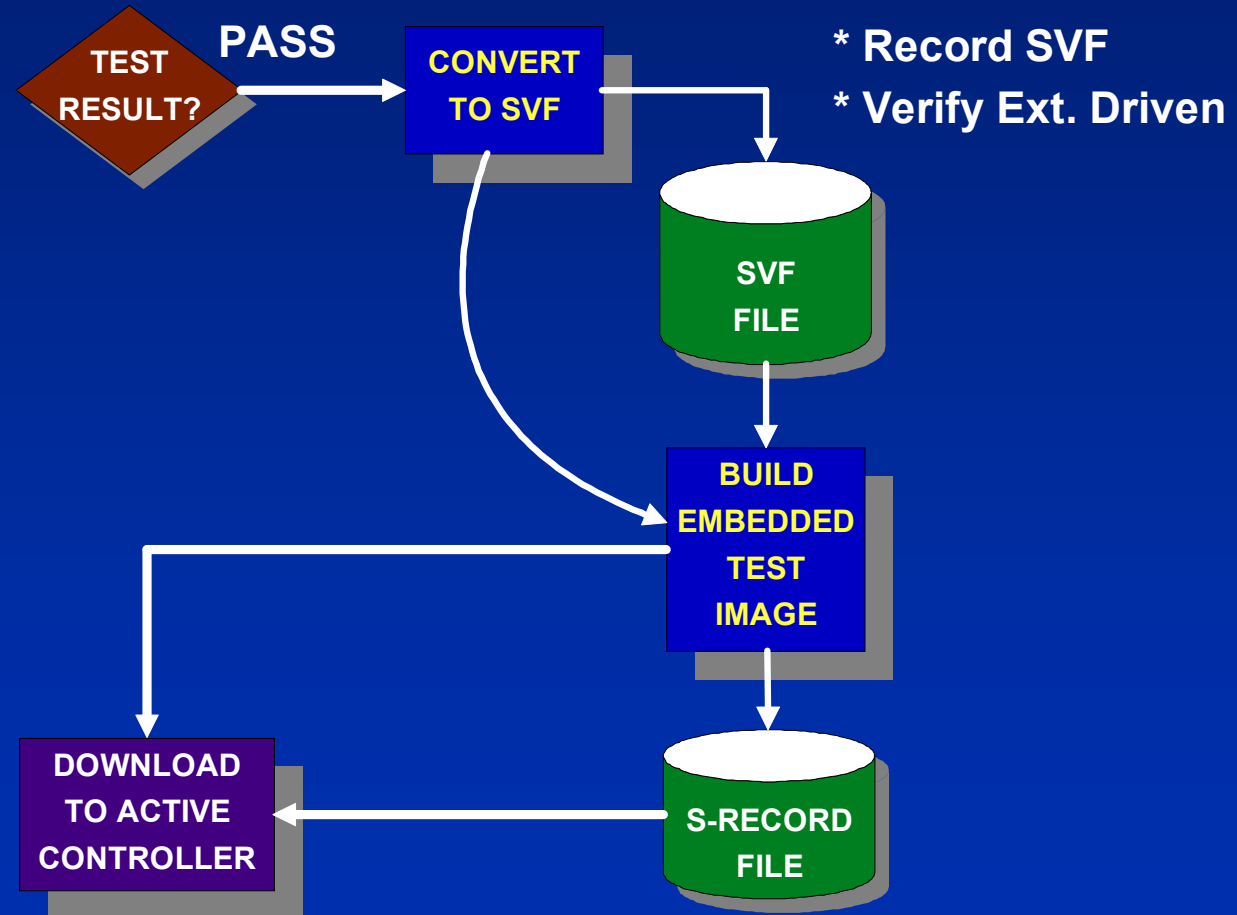 TEST
RESULT?
PASS
CONVERT
TO SVF
* Record SVF
* Verify Ext. Driven
SVF
FILE
BUILD
EMBEDDED
TEST
IMAGE
DOWNLOAD
TO ACTIVE
CONTROLLER
S-RECORD
FILE